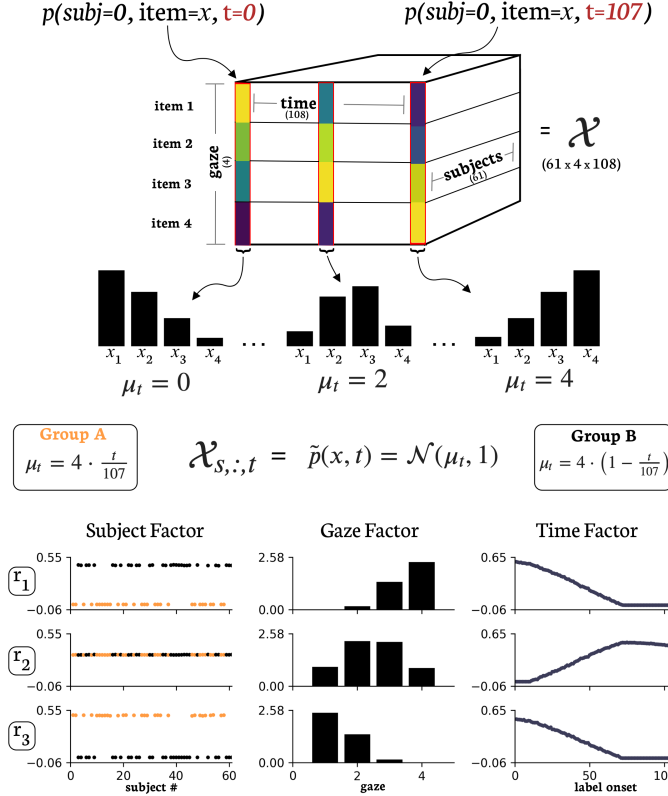 p(subj=0, item=x, t=0)
p(subj=0, item=x, t=107)
item 1
item 2
item 3
item 4
gaze
(4)
time
(108)
subjects
(61)
= 𝒳
(61 x 4 x 108)
x₁ x₂ x₃ x₄ ... x₁ x₂ x₃ x₄ ... x₁ x₂ x₃ x₄
μₜ = 0
μₜ = 2
μₜ = 4
Group A
μₜ = 4 · t/107
𝒳ₛ,:,ₜ = p̃(x, t) = 𝒩(μₜ, 1)
Group B
μₜ = 4 · (1 − t/107)
Subject Factor
Gaze Factor
Time Factor
r₁
0.55
−0.06
2.58
0.00
0.65
−0.06
r₂
0.55
−0.06
2.58
0.00
0.65
−0.06
r₃
0.55
−0.06
2.58
0.00
0.65
−0.06
0 20 40 60
0 2 4
0 50
subject #
gaze
label onset